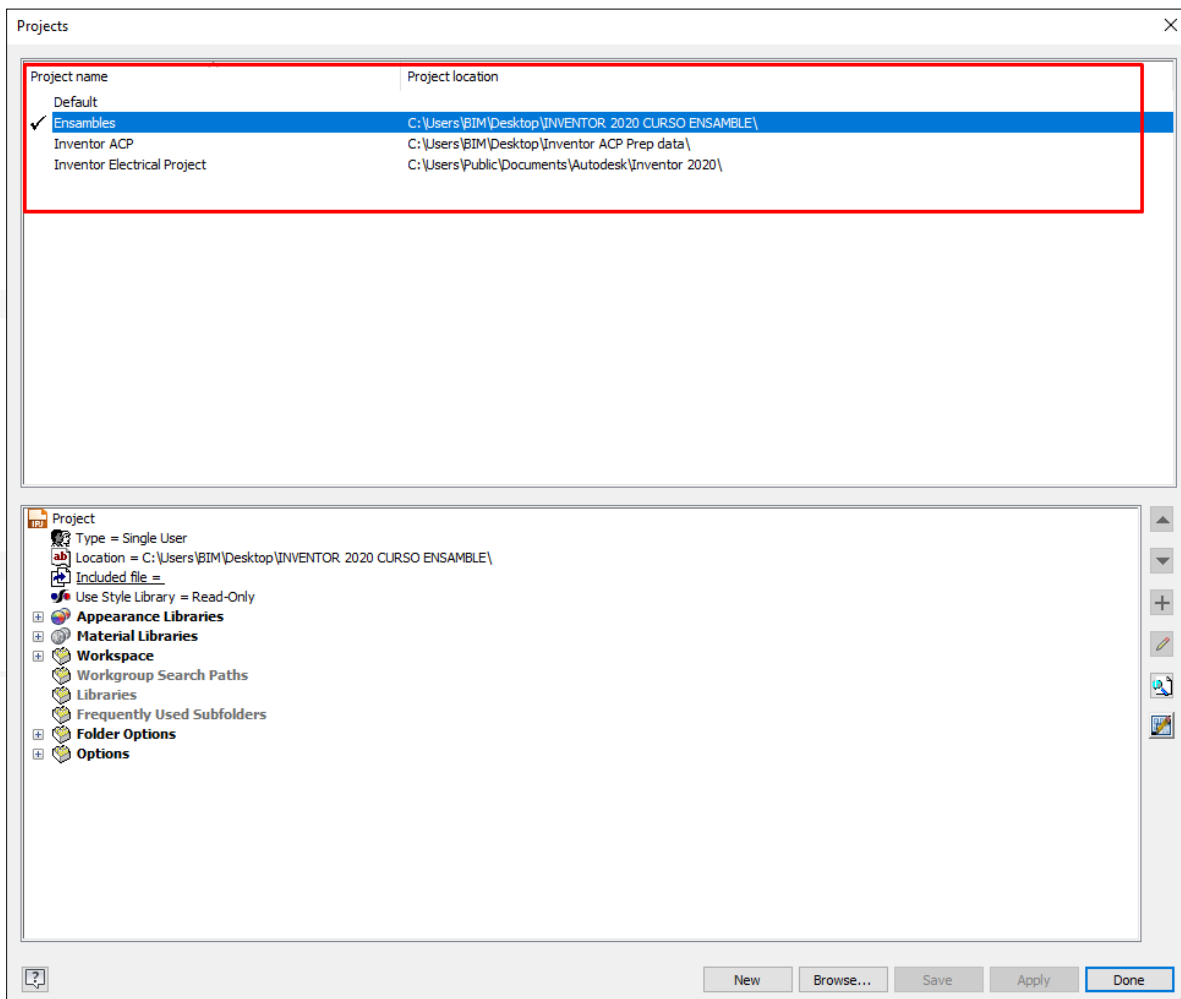 Projects
Project name Project location
Default
Ensambles C:\Users\BIM\Desktop\INVENTOR 2020 CURSO ENSAMBLE\
Inventor ACP C:\Users\BIM\Desktop\Inventor ACP Prep data\
Inventor Electrical Project C:\Users\Public\Documents\Autodesk\Inventor 2020\
IPJ Project
Type = Single User
ab Location = C:\Users\BIM\Desktop\INVENTOR 2020 CURSO ENSAMBLE\
Included file =
Use Style Library = Read-Only
Appearance Libraries
Material Libraries
Workspace
Workgroup Search Paths
Libraries
Frequently Used Subfolders
Folder Options
Options
? New Browse... Save Apply Done